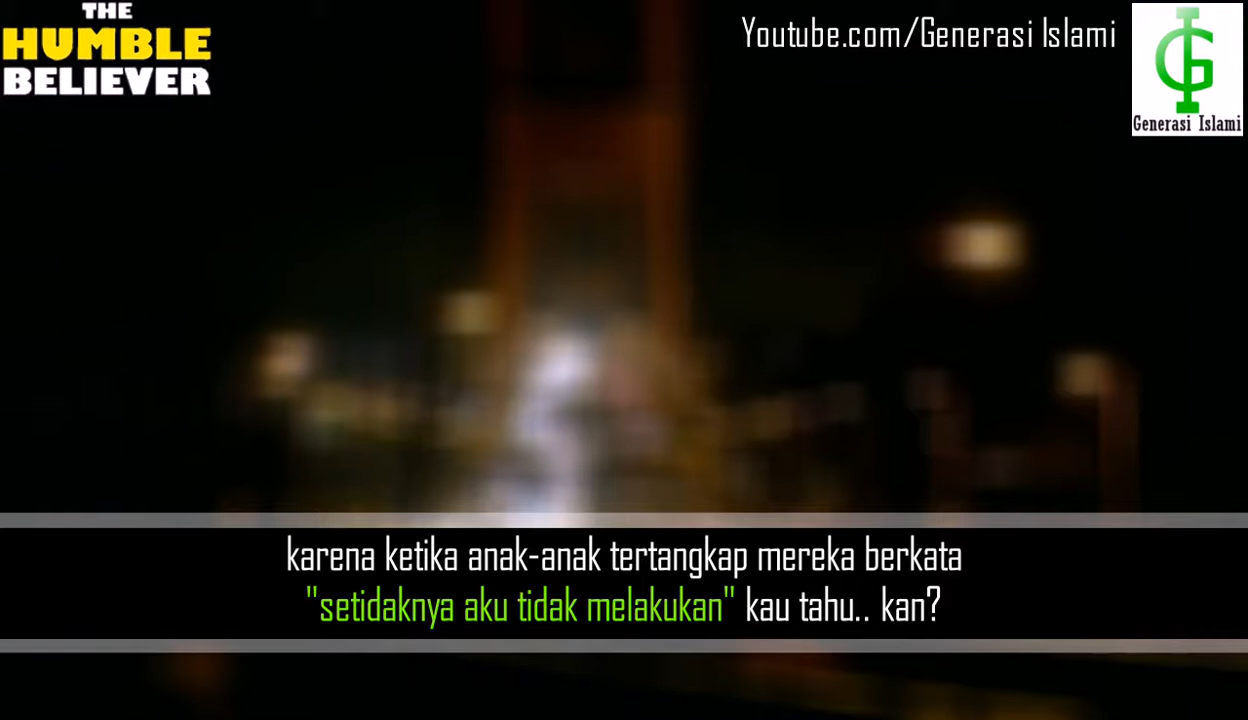 THE
HUMBLE
BELIEVER
Youtube.com/Generasi Islami
GI
Generasi Islami
karena ketika anak-anak tertangkap mereka berkata
"setidaknya aku tidak melakukan" kau tahu.. kan?